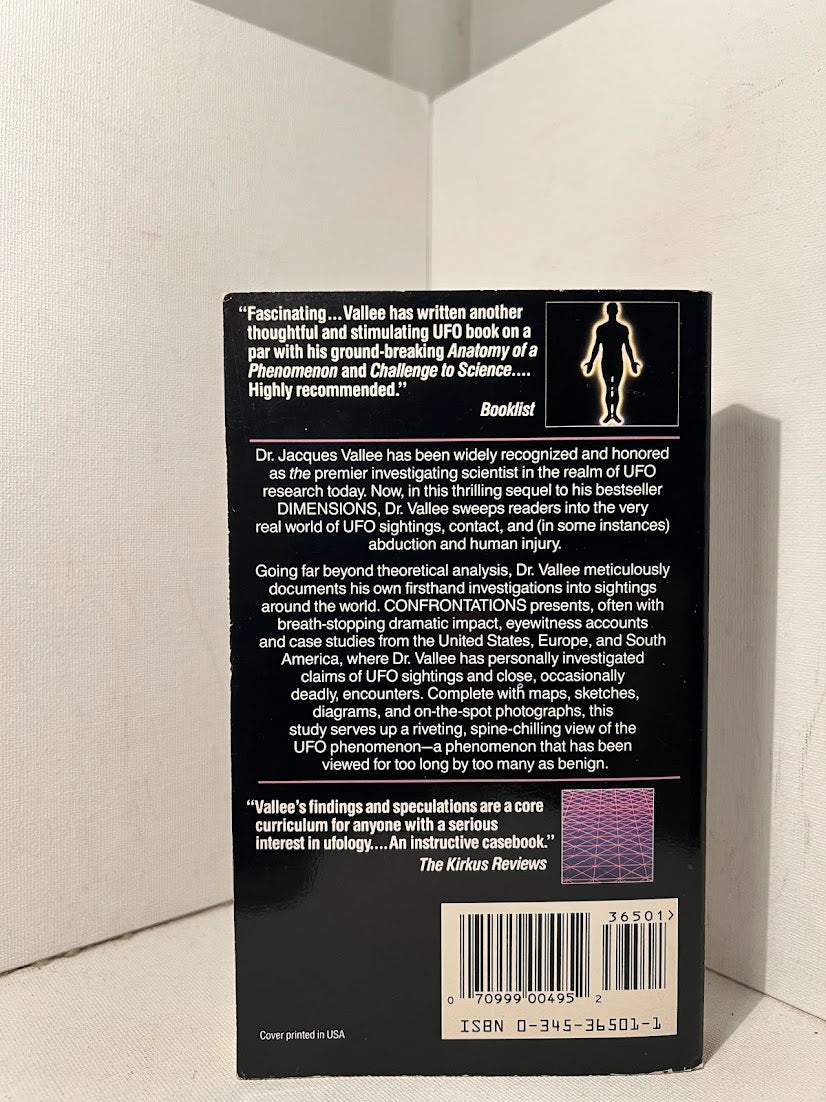 “Fascinating...Vallee has written another
thoughtful and stimulating UFO book on a
par with his ground-breaking Anatomy of a
Phenomenon and Challenge to Science....
Highly recommended.”
Booklist
Dr. Jacques Vallee has been widely recognized and honored
as the premier investigating scientist in the realm of UFO
research today. Now, in this thrilling sequel to his bestseller
DIMENSIONS, Dr. Vallee sweeps readers into the very
real world of UFO sightings, contact, and (in some instances)
abduction and human injury.
Going far beyond theoretical analysis, Dr. Vallee meticulously
documents his own firsthand investigations into sightings
around the world. CONFRONTATIONS presents, often with
breath-stopping dramatic impact, eyewitness accounts
and case studies from the United States, Europe, and South
America, where Dr. Vallee has personally investigated
claims of UFO sightings and close, occasionally
deadly, encounters. Complete with maps, sketches,
diagrams, and on-the-spot photographs, this
study serves up a riveting, spine-chilling view of the
UFO phenomenon—a phenomenon that has been
viewed for too long by too many as benign.
“Vallee’s findings and speculations are a core
curriculum for anyone with a serious
interest in ufology....An instructive casebook.”
The Kirkus Reviews
36501>
0 70999 00495 2
ISBN 0-345-36501-1
Cover printed in USA